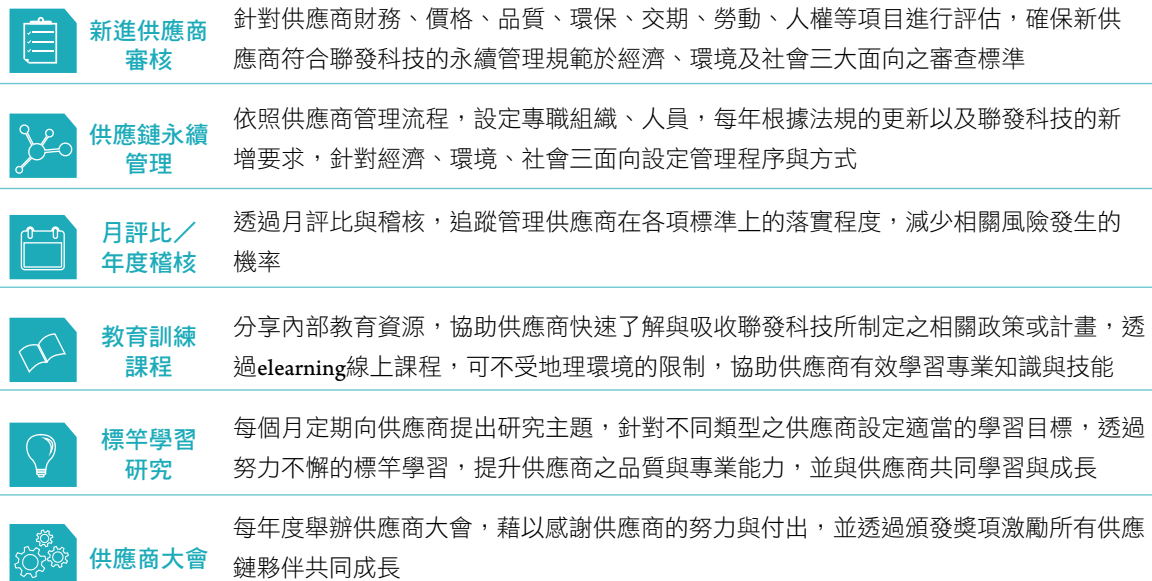 新進供應商
審核
針對供應商財務、價格、品質、環保、交期、勞動、人權等項目進行評估，確保新供
應商符合聯發科技的永續管理規範於經濟、環境及社會三大面向之審查標準
供應鏈永續
管理
依照供應商管理流程，設定專職組織、人員，每年根據法規的更新以及聯發科技的新
增要求，針對經濟、環境、社會三面向設定管理程序與方式
月評比／
年度稽核
透過月評比與稽核，追蹤管理供應商在各項標準上的落實程度，減少相關風險發生的
機率
教育訓練
課程
分享內部教育資源，協助供應商快速了解與吸收聯發科技所制定之相關政策或計畫，透
過elearning線上課程，可不受地理環境的限制，協助供應商有效學習專業知識與技能
標竿學習
研究
每個月定期向供應商提出研究主題，針對不同類型之供應商設定適當的學習目標，透過
努力不懈的標竿學習，提升供應商之品質與專業能力，並與供應商共同學習與成長
供應商大會
每年度舉辦供應商大會，藉以感謝供應商的努力與付出，並透過頒發獎項激勵所有供應
鏈夥伴共同成長